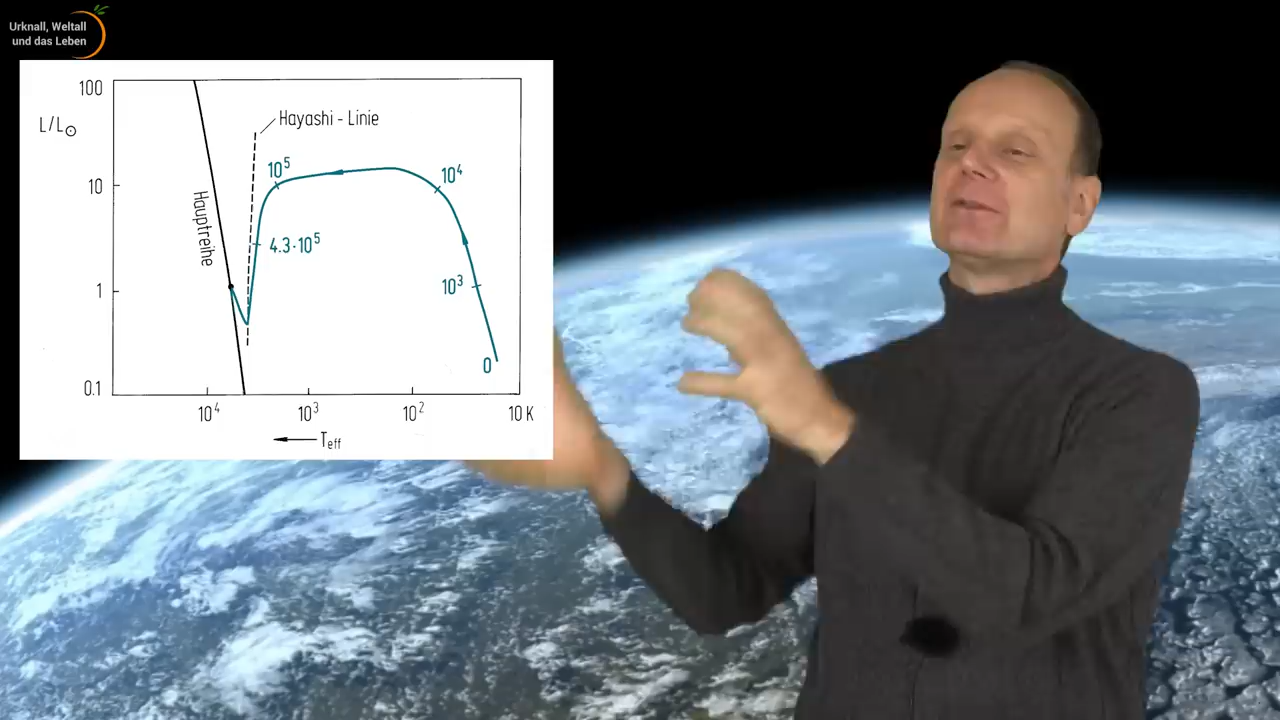 Urknall, Weltall
und das Leben
100
L/L☉
Hayashi - Linie
10⁵
10⁴
10
Hauptreihe
4.3·10⁵
10³
1
0
0.1
10⁴ 10³ 10² 10 K
← T_eff